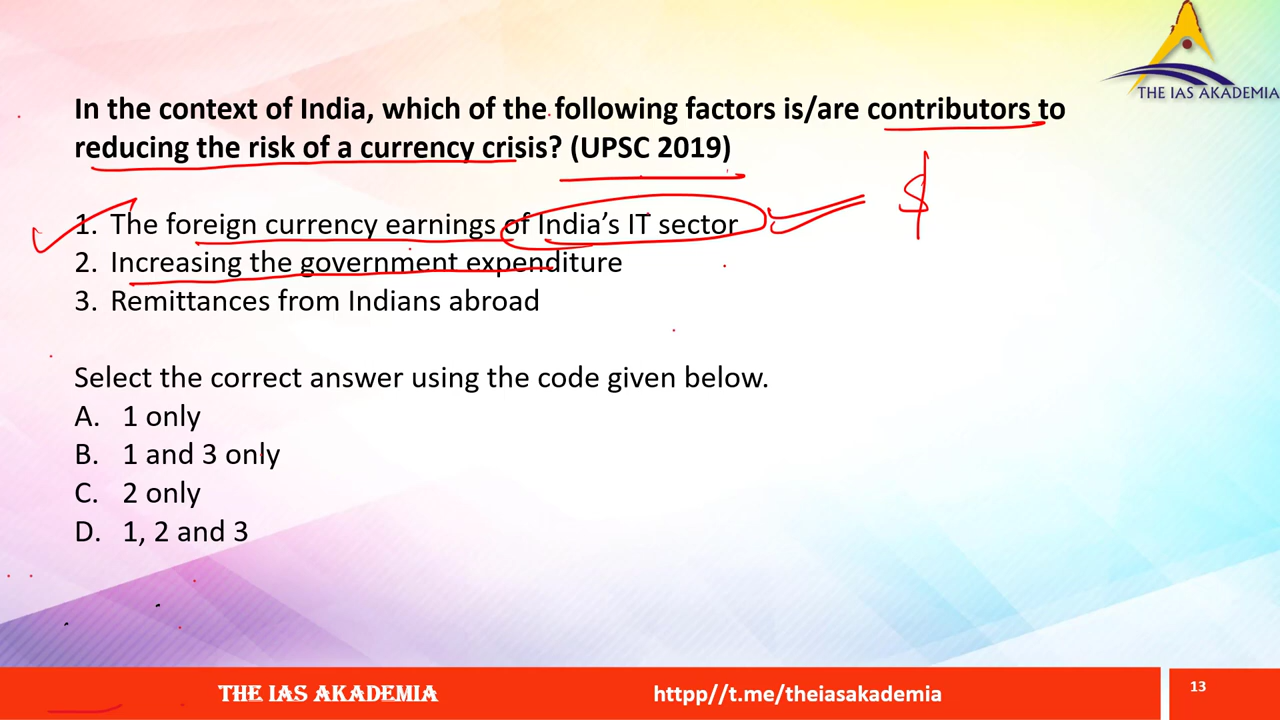 THE IAS AKADEMIA
In the context of India, which of the following factors is/are contributors to
reducing the risk of a currency crisis? (UPSC 2019)
$
1. The foreign currency earnings of India's IT sector
2. Increasing the government expenditure
3. Remittances from Indians abroad
Select the correct answer using the code given below.
A. 1 only
B. 1 and 3 only
C. 2 only
D. 1, 2 and 3
THE IAS AKADEMIA
httpp//t.me/theiasakademia
13